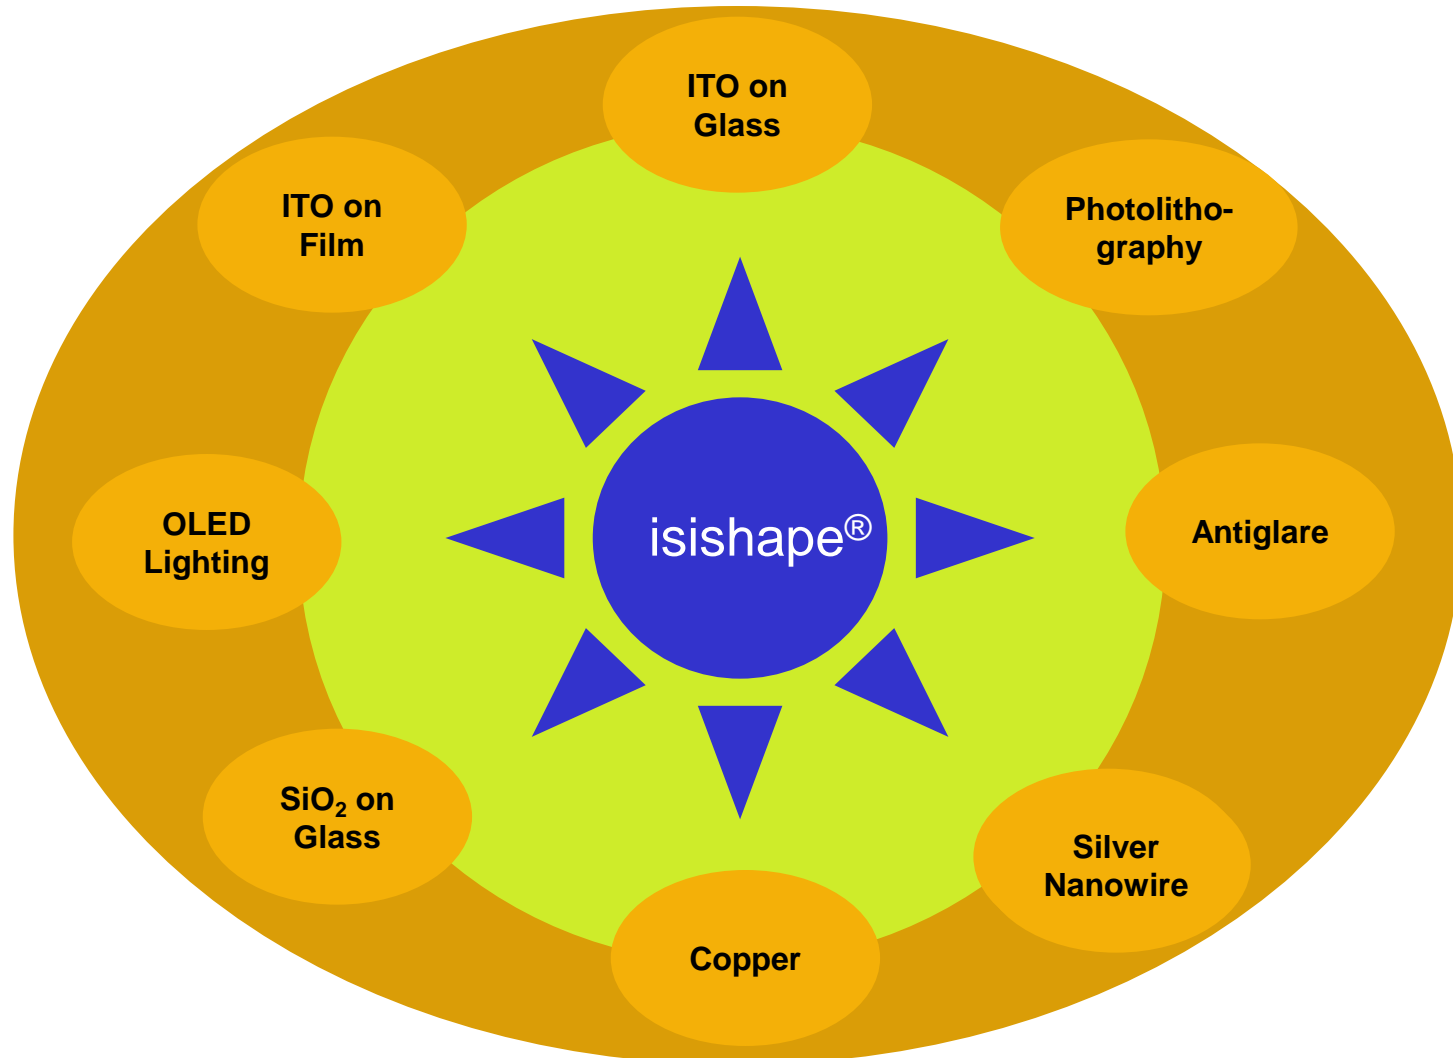 ITO on
Glass
ITO on
Film
Photolitho-
graphy
OLED
Lighting
isishape®
Antiglare
SiO₂ on
Glass
Silver
Nanowire
Copper